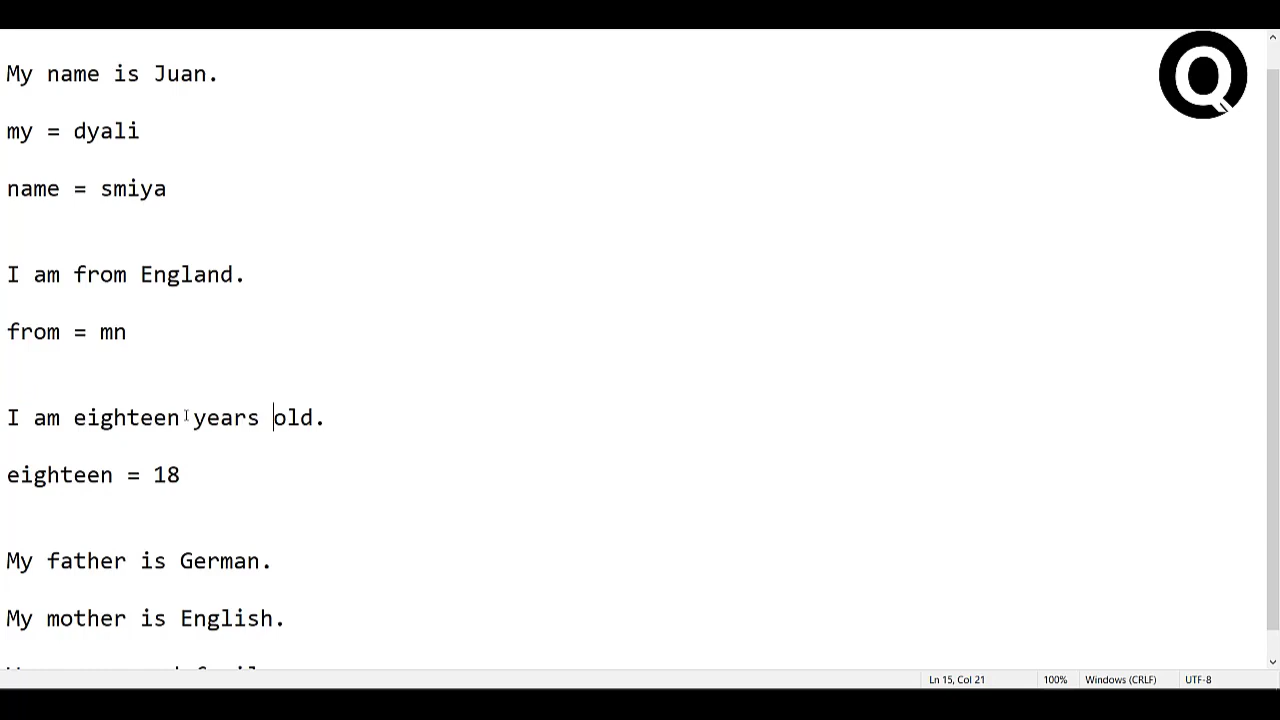 My name is Juan.
my = dyali
name = smiya
I am from England.
from = mn
I am eighteen years old.
eighteen = 18
My father is German.
My mother is English.
Ln 15, Col 21 100% Windows (CRLF) UTF-8